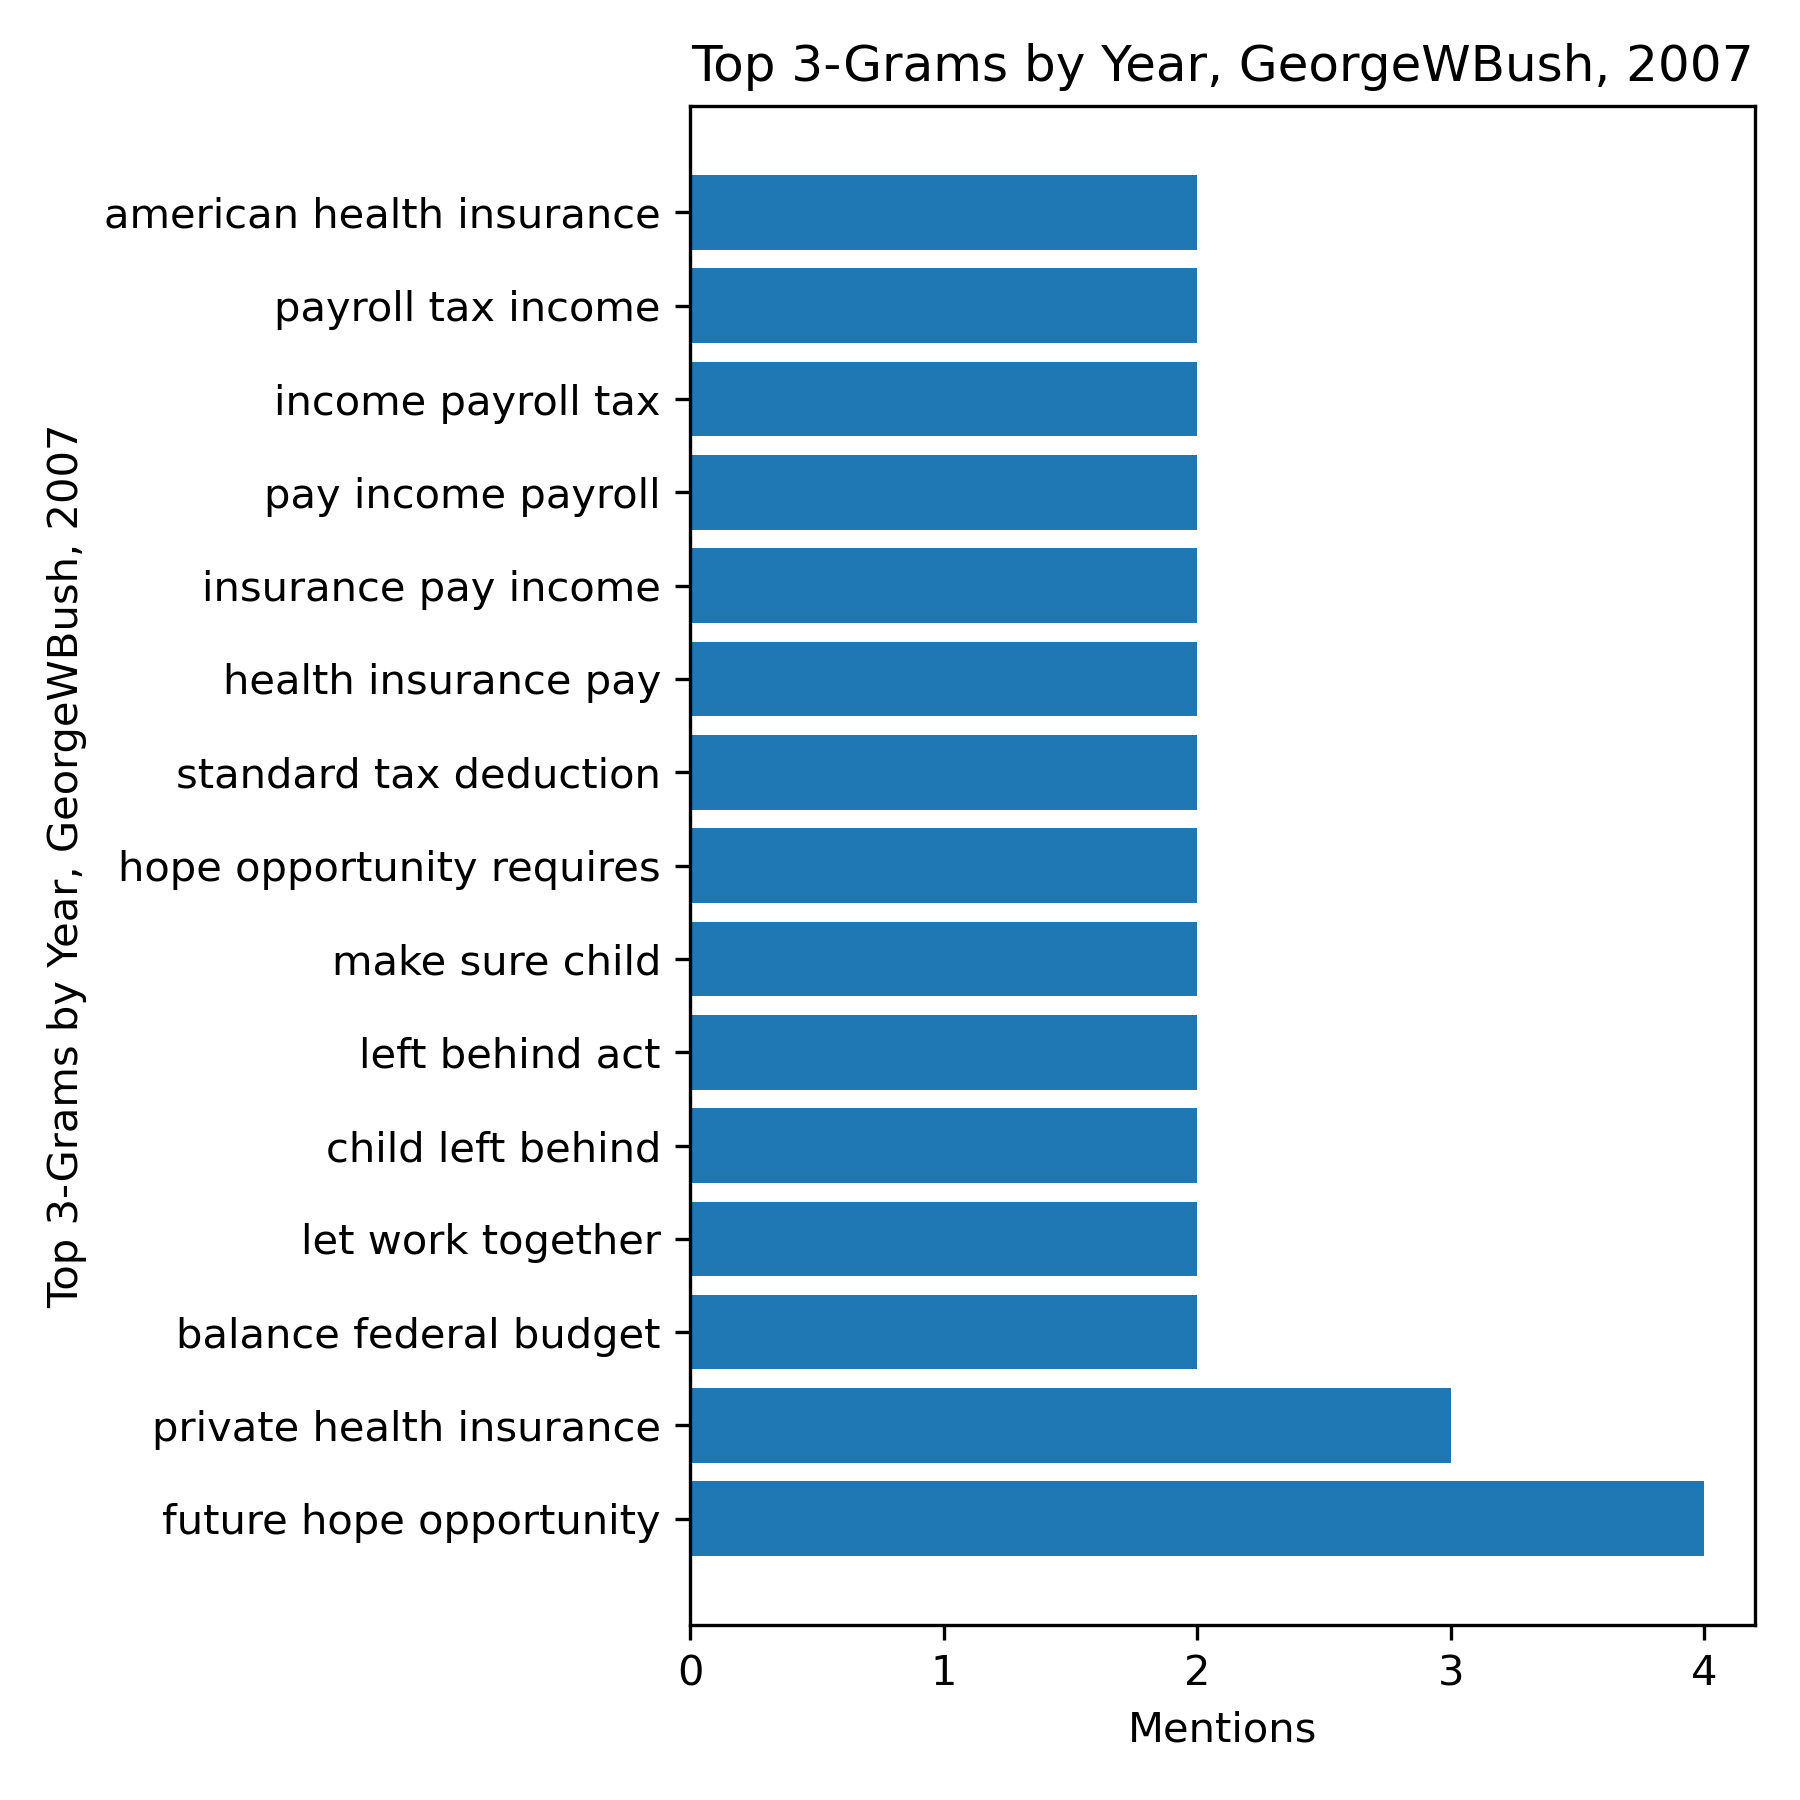 Top 3-Grams by Year, GeorgeWBush, 2007
Top 3-Grams by Year, GeorgeWBush, 2007
american health insurance
payroll tax income
income payroll tax
pay income payroll
insurance pay income
health insurance pay
standard tax deduction
hope opportunity requires
make sure child
left behind act
child left behind
let work together
balance federal budget
private health insurance
future hope opportunity
0 1 2 3 4
Mentions